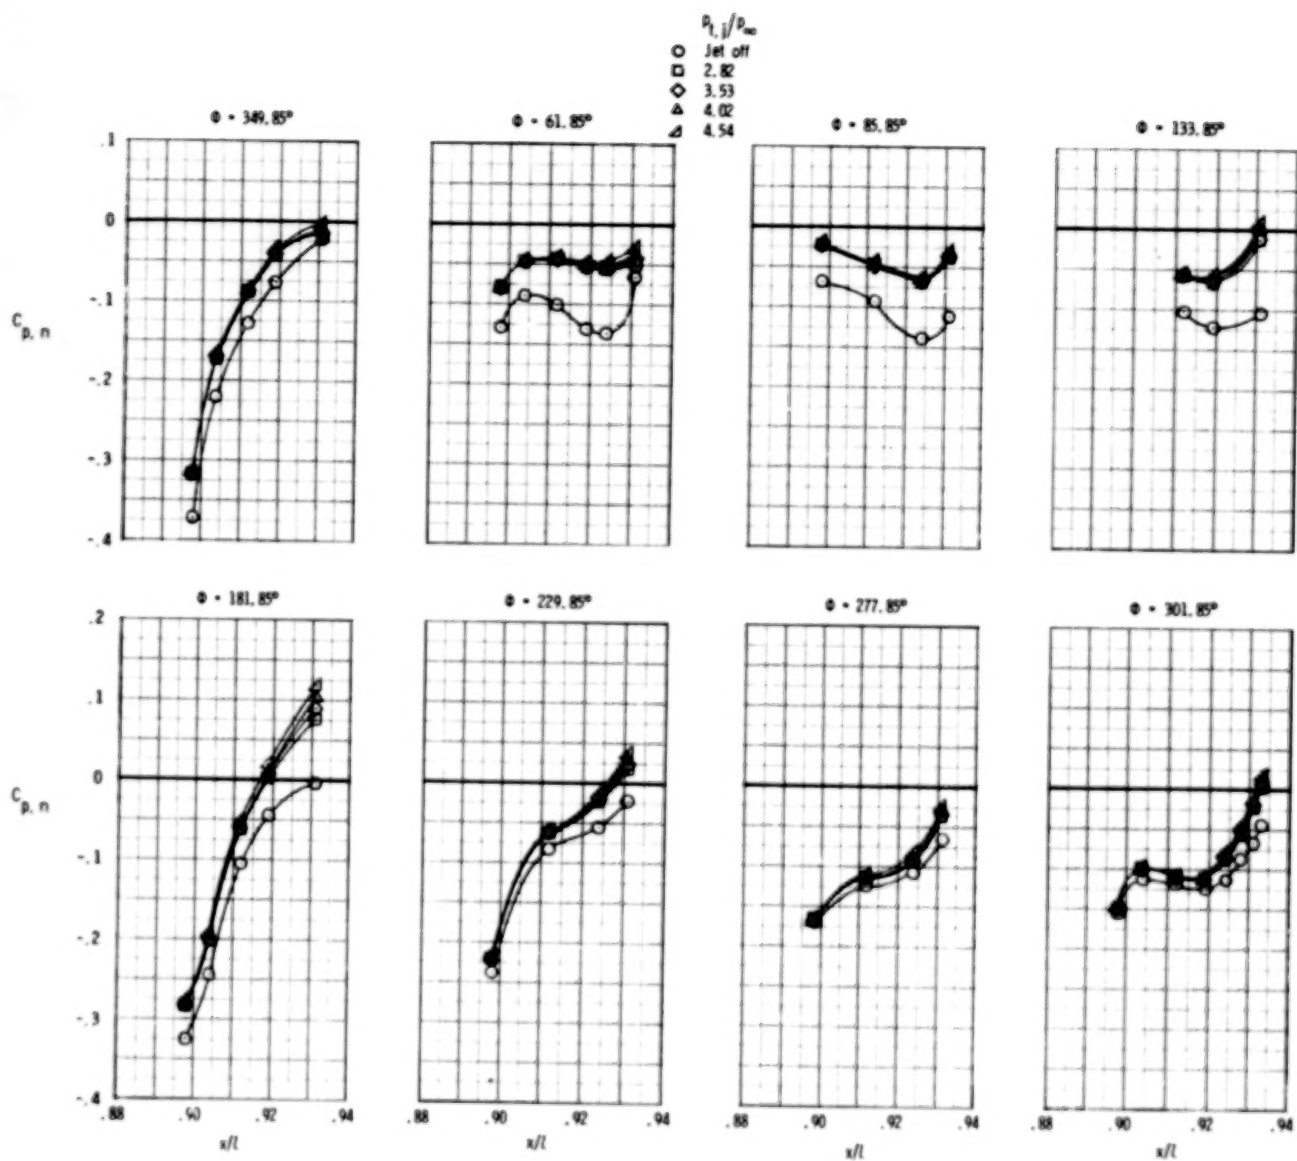 p_t,j/p_∞
Jet off
2.82
3.53
4.02
4.54
Φ = 349.85°
Φ = 61.85°
Φ = 85.85°
Φ = 133.85°
.1
0
-.1
-.2
-.3
-.4
C_p,n
Φ = 181.85°
Φ = 229.85°
Φ = 277.85°
Φ = 301.85°
.2
.1
0
-.1
-.2
-.3
-.4
C_p,n
.88 .90 .92 .94
.88 .90 .92 .94
.88 .90 .92 .94
.88 .90 .92 .94
x/l
x/l
x/l
x/l